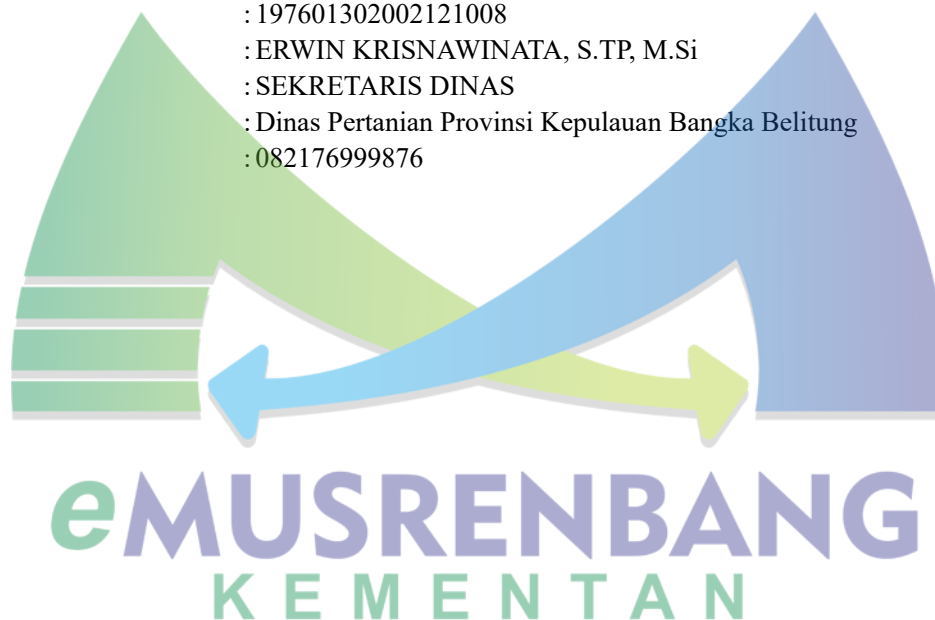 : 197601302002121008
: ERWIN KRISNAWINATA, S.TP, M.Si
: SEKRETARIS DINAS
: Dinas Pertanian Provinsi Kepulauan Bangka Belitung
: 082176999876
eMUSRENBANG
KEMENTAN